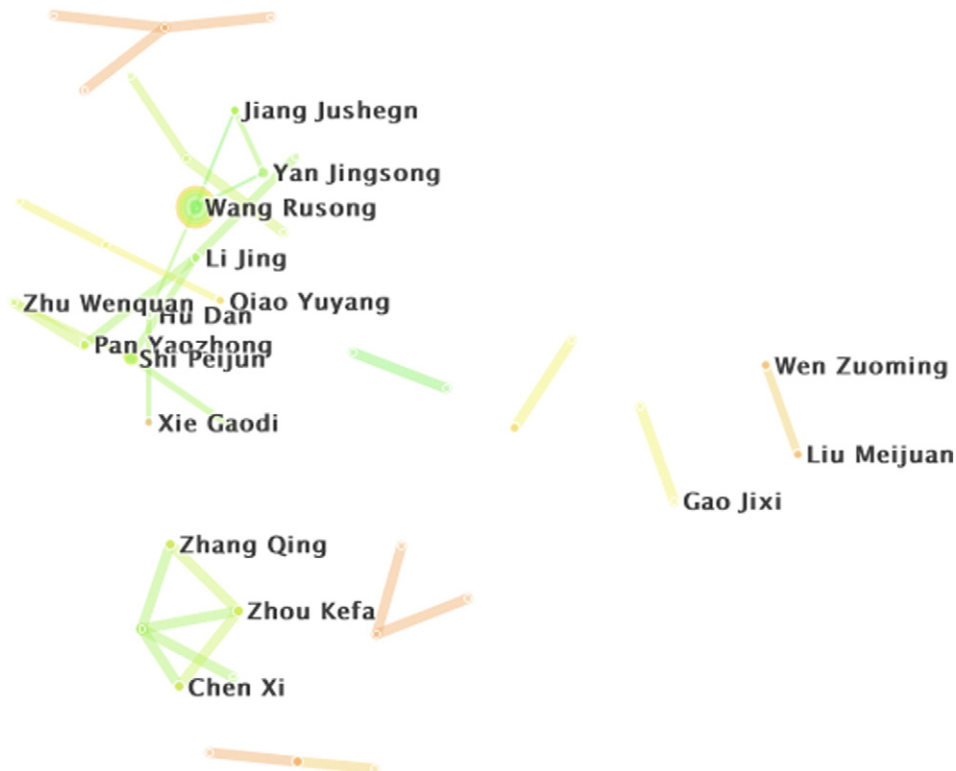 Jiang Jushegn
Yan Jingsong
Wang Rusong
Li Jing
Qiao Yuyang
Zhu Wenquan
Hu Dan
Pan Yaozhong
Shi Peijun
Wen Zuoming
Xie Gaodi
Liu Meijuan
Gao Jixi
Zhang Qing
Zhou Kefa
Chen Xi